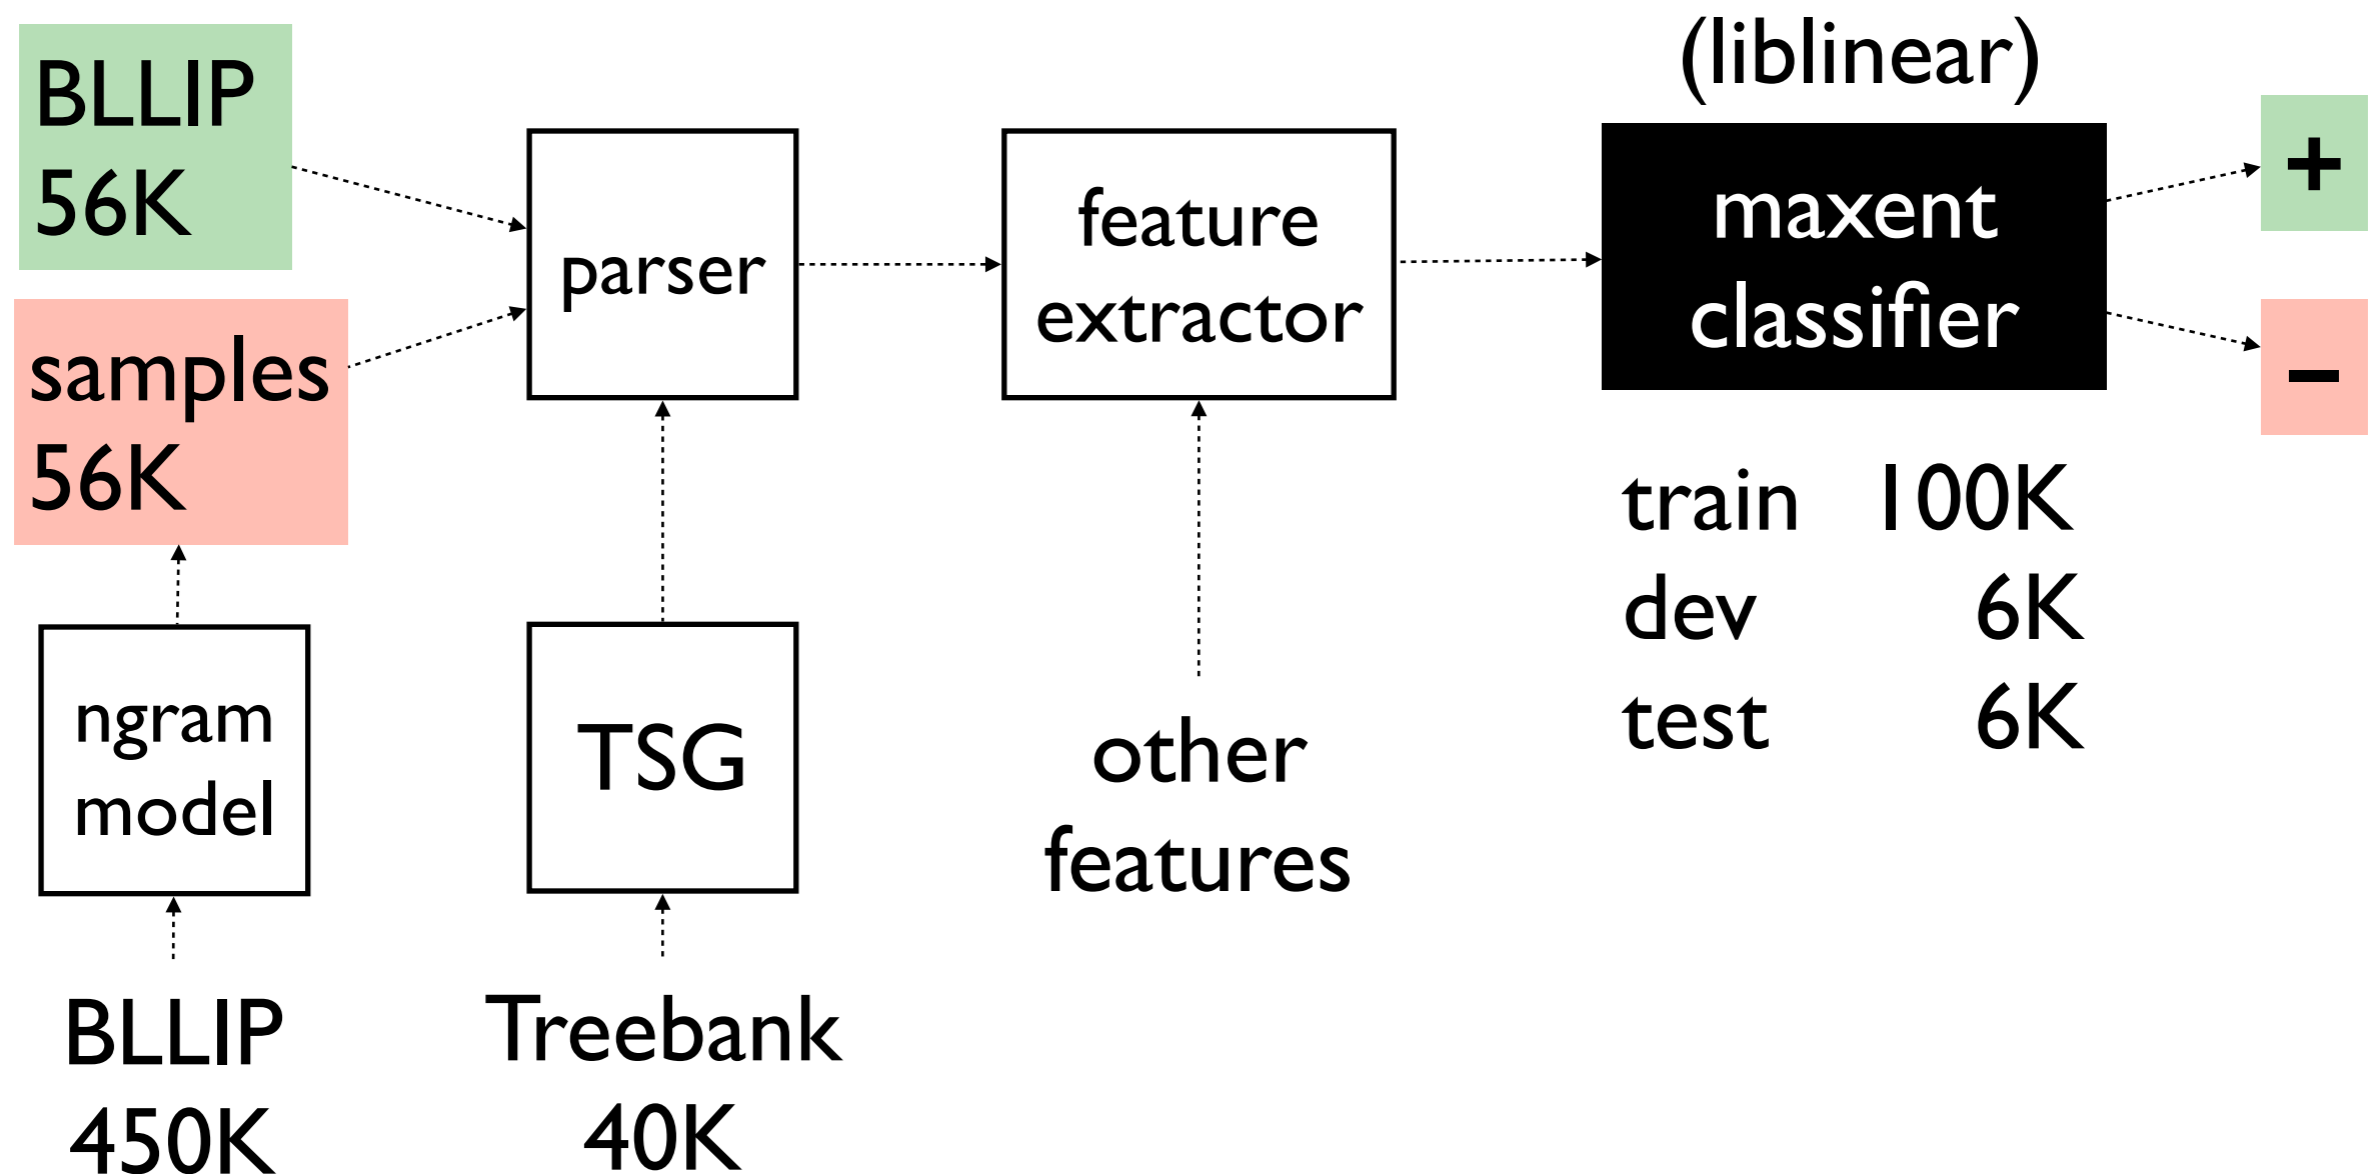 BLLIP
56K
samples
56K
ngram
model
BLLIP
450K
parser
TSG
Treebank
40K
feature
extractor
other
features
(liblinear)
maxent
classifier
train 100K
dev 6K
test 6K
+
–